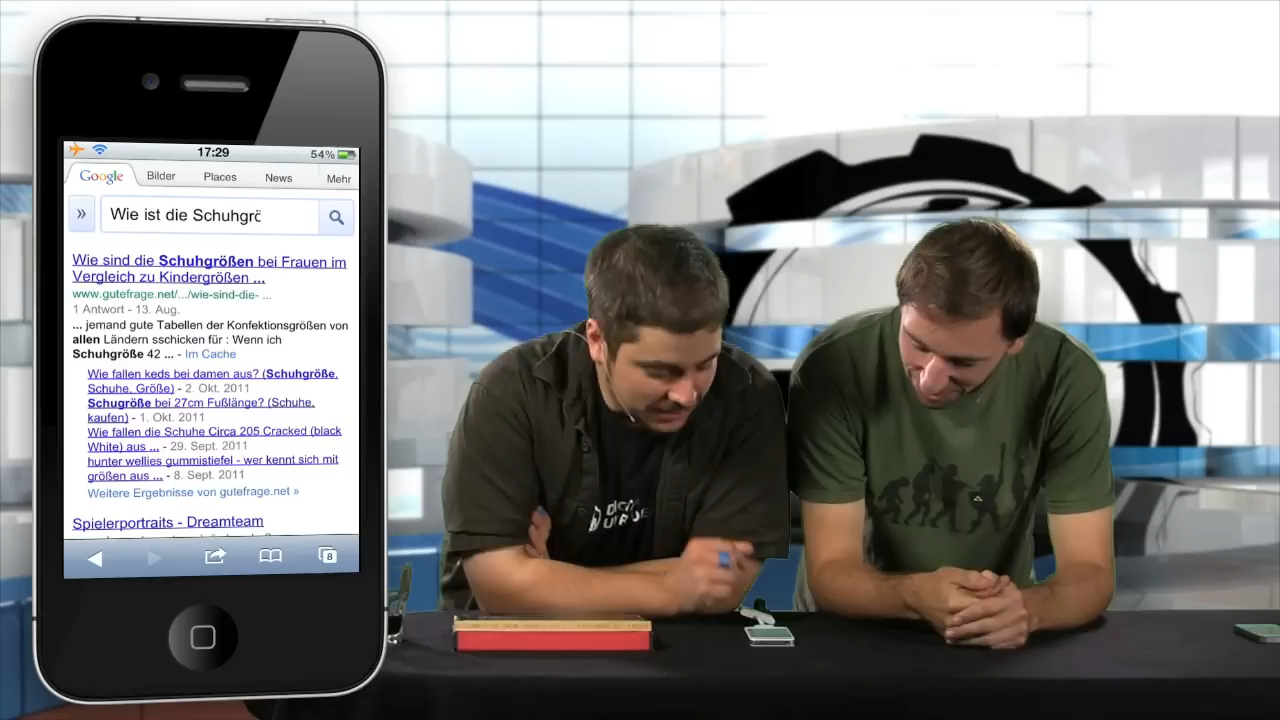 17:29
54%
Google
Bilder
Places
News
Mehr
»
Wie ist die Schuhgrö
Wie sind die Schuhgrößen bei Frauen im
Vergleich zu Kindergrößen ...
www.gutefrage.net/.../wie-sind-die- ...
1 Antwort - 13. Aug.
... jemand gute Tabellen der Konfektionsgrößen von
allen Ländern sschicken für : Wenn ich
Schuhgröße 42 ... - Im Cache
Wie fallen keds bei damen aus? (Schuhgröße,
Schuhe, Größe) - 2. Okt. 2011
Schugröße bei 27cm Fußlänge? (Schuhe,
kaufen) - 1. Okt. 2011
Wie fallen die Schuhe Circa 205 Cracked (black
White) aus ... - 29. Sept. 2011
hunter wellies gummistiefel - wer kennt sich mit
größen aus ... - 8. Sept. 2011
Weitere Ergebnisse von gutefrage.net »
Spielerportraits - Dreamteam
8